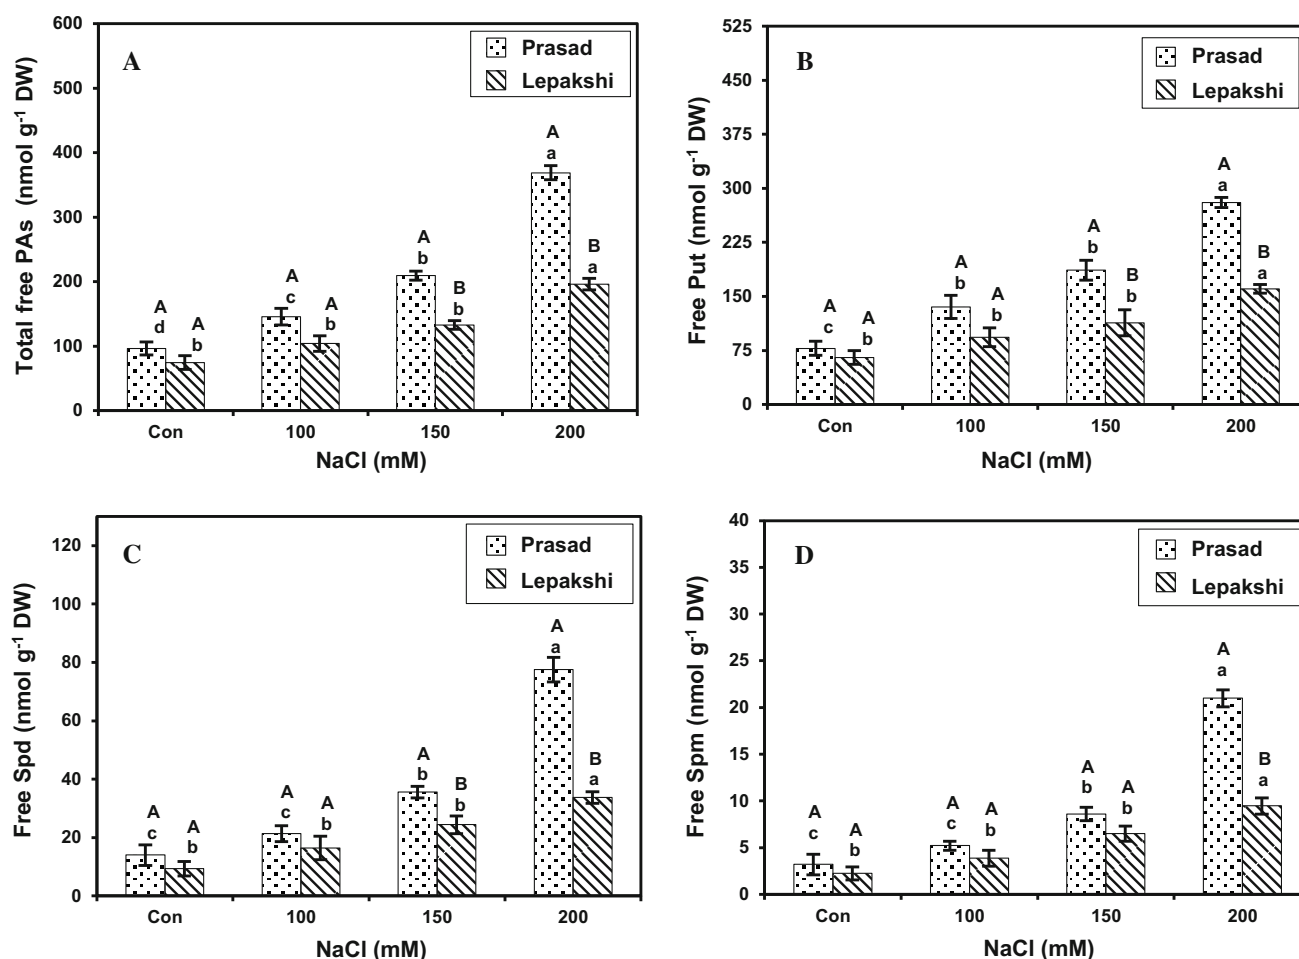 A
Total free PAs (nmol g⁻¹ DW)
600
500
400
300
200
100
0
Prasad
Lepakshi
A
d
A
b
A
c
A
b
A
b
B
b
A
a
B
a
Con
100
150
200
NaCl (mM)
B
Free Put (nmol g⁻¹ DW)
525
450
375
300
225
150
75
0
Prasad
Lepakshi
A
c
A
b
A
b
A
b
A
b
B
b
A
a
B
a
Con
100
150
200
NaCl (mM)
C
Free Spd (nmol g⁻¹ DW)
120
100
80
60
40
20
0
Prasad
Lepakshi
A
c
A
b
A
c
A
b
A
b
B
b
A
a
B
a
Con
100
150
200
NaCl (mM)
D
Free Spm (nmol g⁻¹ DW)
40
35
30
25
20
15
10
5
0
Prasad
Lepakshi
A
c
A
b
A
c
A
b
A
b
A
b
A
a
B
a
Con
100
150
200
NaCl (mM)